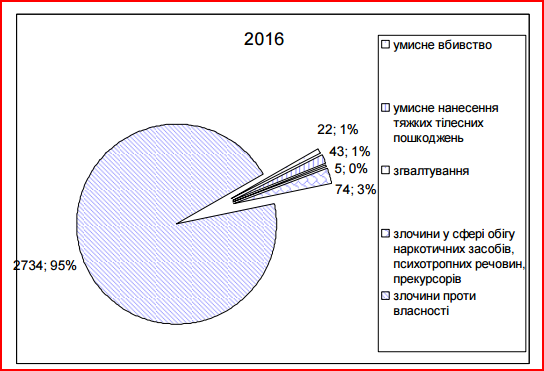 2016
22; 1%
43; 1%
5; 0%
74; 3%
2734; 95%
умисне вбивство
умисне нанесення
тяжких тілесних
пошкоджень
згвалтування
злочини у сфері обігу
наркотичних засобів,
психотропних речовин,
прекурсорів
злочини проти
власності